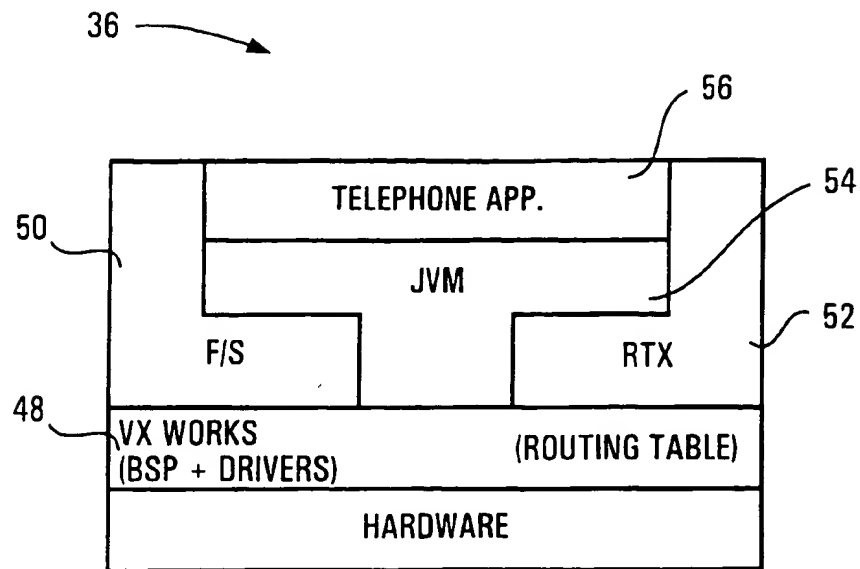 36
56
TELEPHONE APP.
54
50
JVM
52
F/S
RTX
48
VX WORKS
(BSP + DRIVERS)
(ROUTING TABLE)
HARDWARE